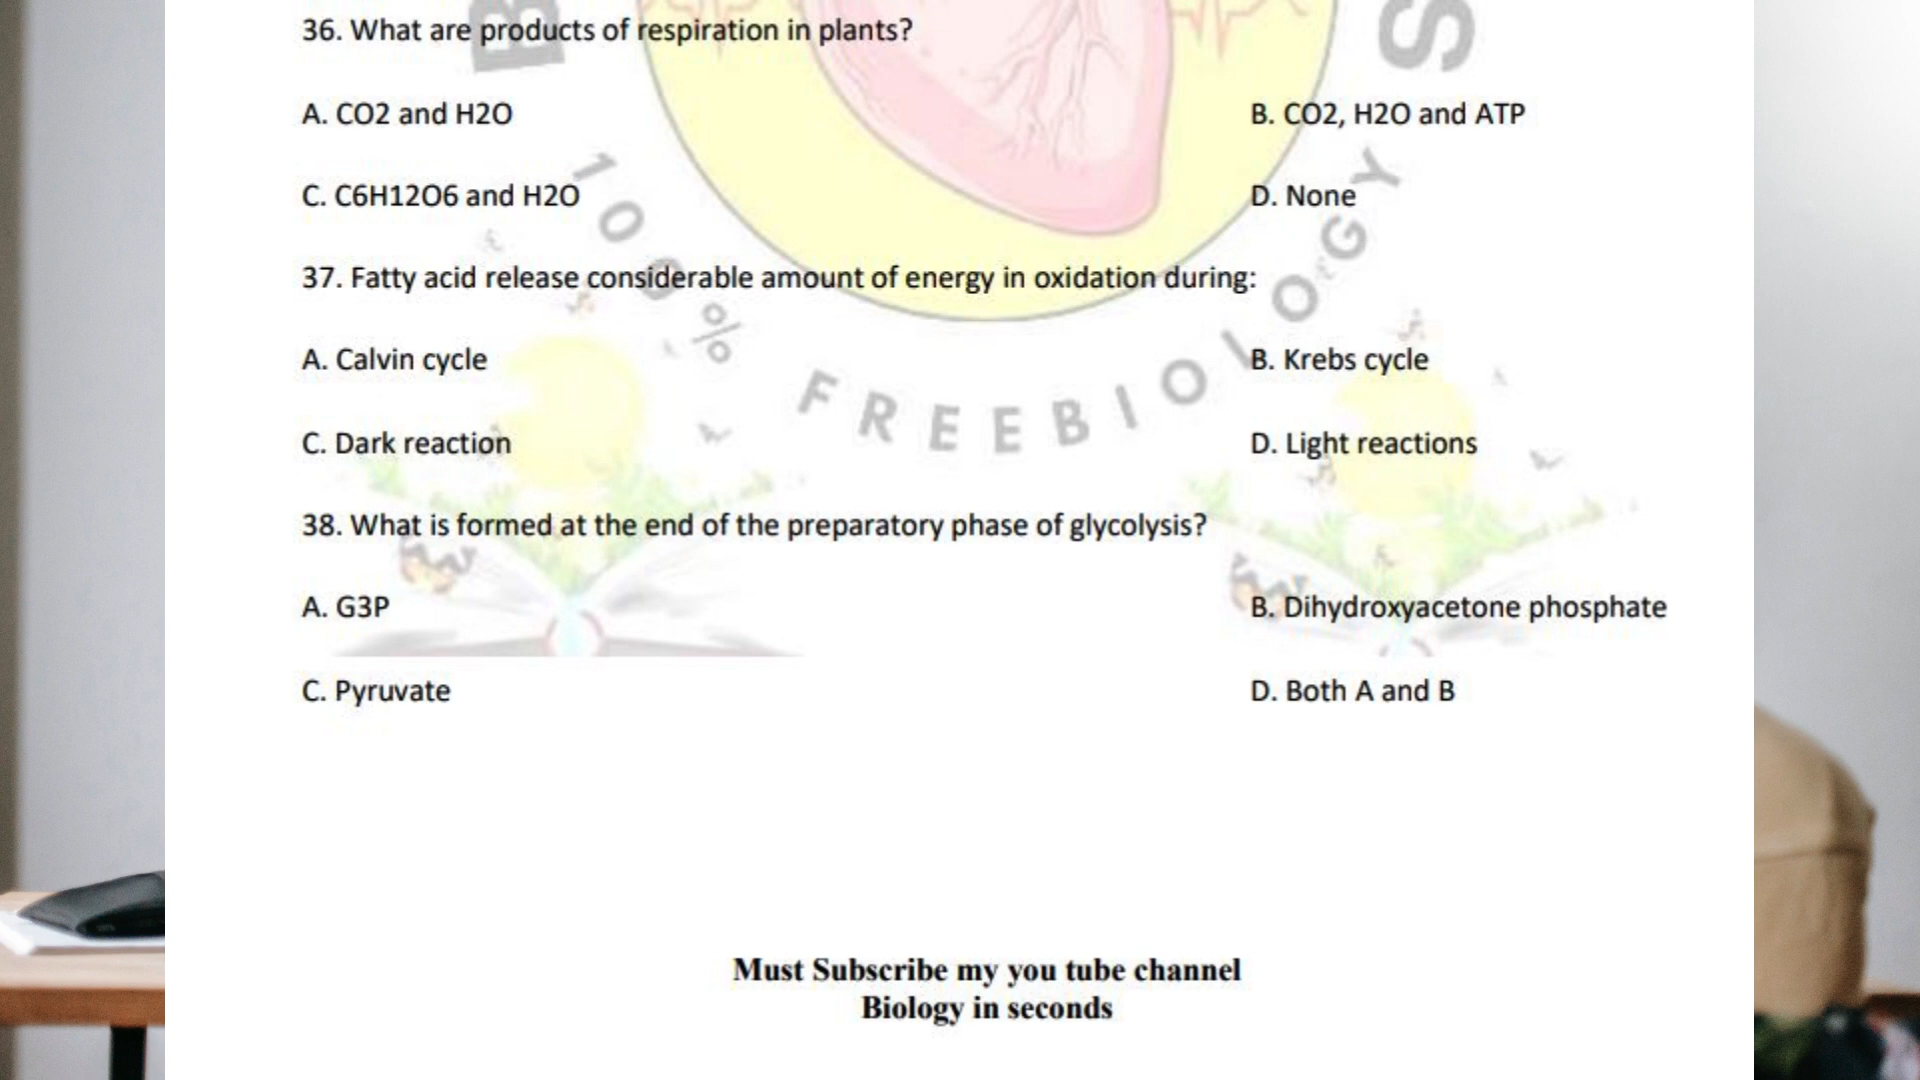 36. What are products of respiration in plants?
A. CO2 and H2O
B. CO2, H2O and ATP
C. C6H12O6 and H2O
D. None
37. Fatty acid release considerable amount of energy in oxidation during:
A. Calvin cycle
B. Krebs cycle
C. Dark reaction
D. Light reactions
38. What is formed at the end of the preparatory phase of glycolysis?
A. G3P
B. Dihydroxyacetone phosphate
C. Pyruvate
D. Both A and B
100% FREEBIOLOGY
B
S
Must Subscribe my you tube channel
Biology in seconds